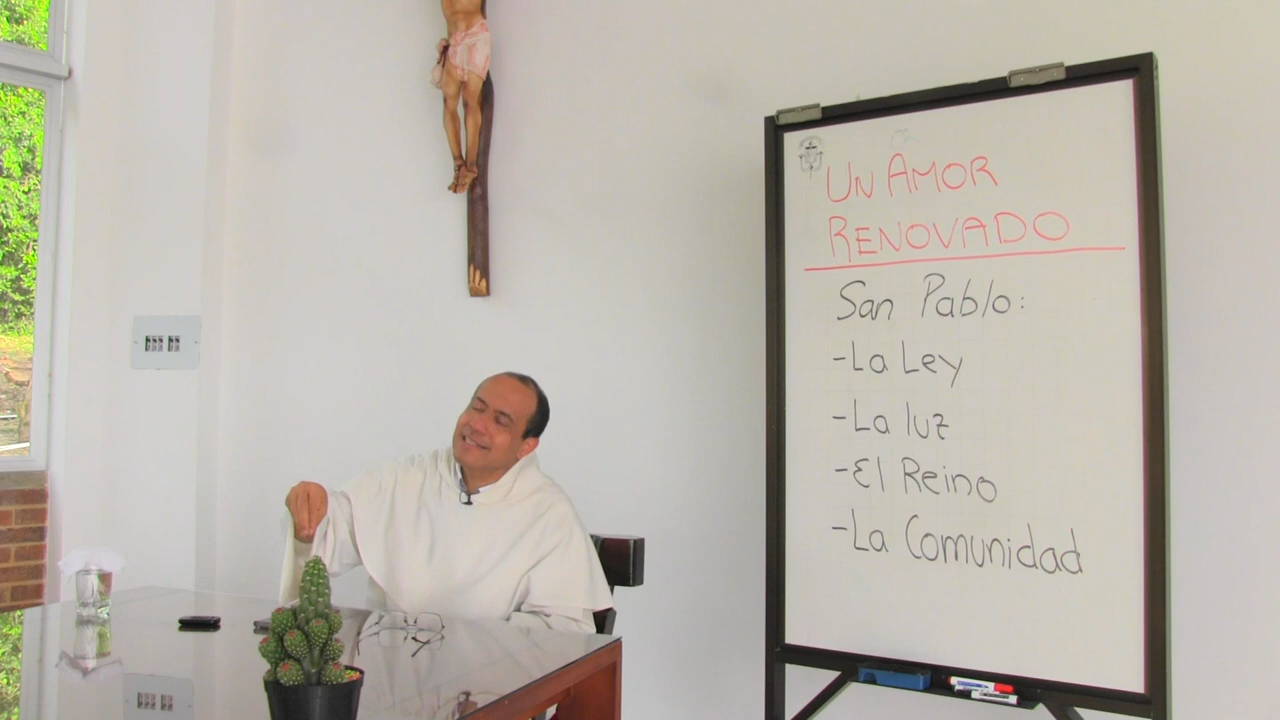 UN AMOR
RENOVADO
San Pablo:
-La Ley
-La luz
-El Reino
-La Comunidad